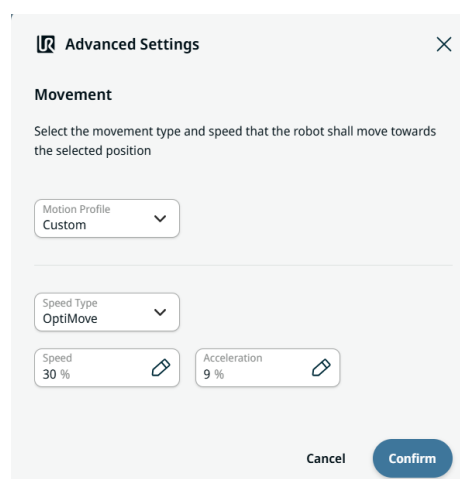 UR Advanced Settings
Movement
Select the movement type and speed that the robot shall move towards
the selected position
Motion Profile
Custom
Speed Type
OptiMove
Speed
30 %
Acceleration
9 %
Cancel
Confirm